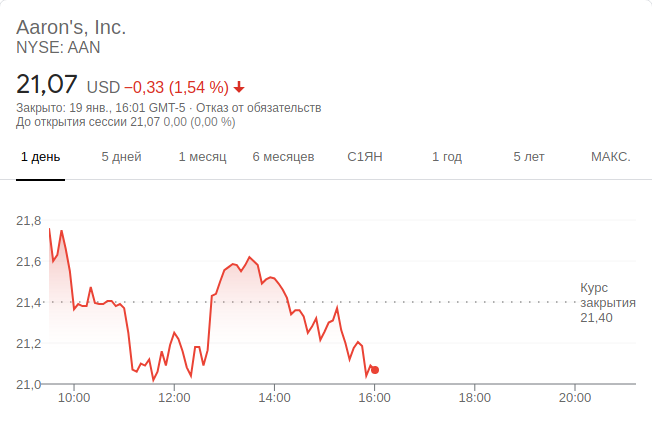 Aaron's, Inc.
NYSE: AAN
21,07 USD −0,33 (1,54 %)
Закрыто: 19 янв., 16:01 GMT-5 · Отказ от обязательств
До открытия сессии 21,07 0,00 (0,00 %)
1 день 5 дней 1 месяц 6 месяцев С1ЯН 1 год 5 лет МАКС.
21,8
21,6
21,4
21,2
21,0
Курс
закрытия
21,40
10:00 12:00 14:00 16:00 18:00 20:00